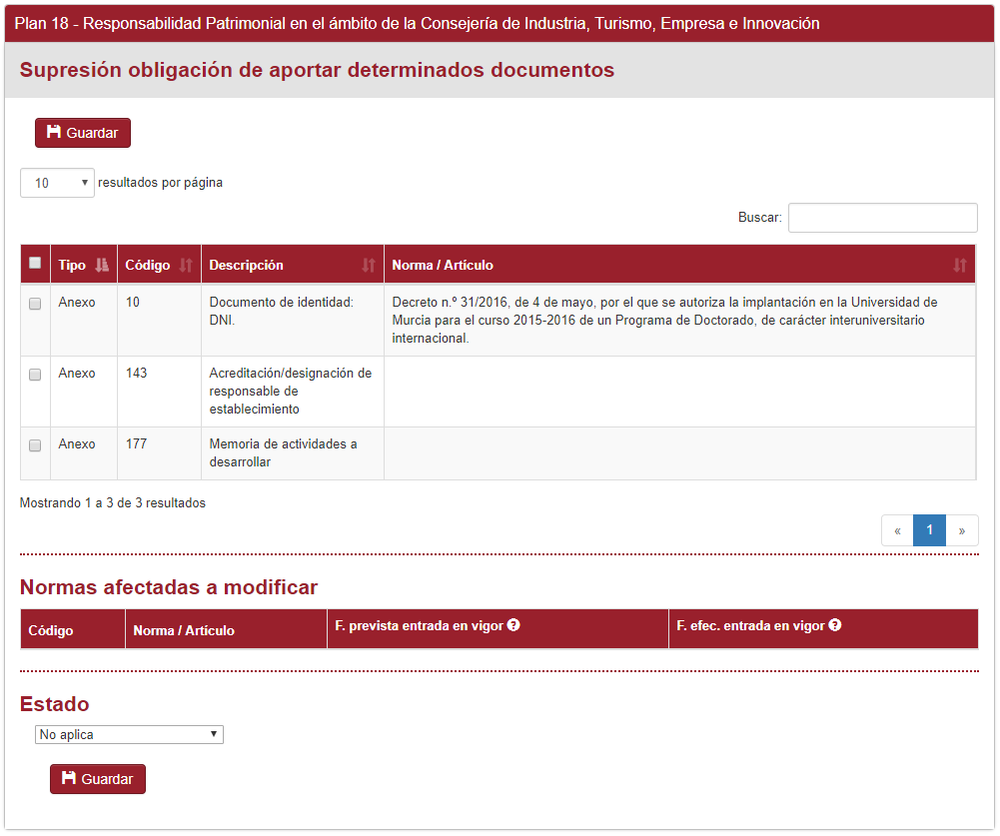 Plan 18 - Responsabilidad Patrimonial en el ámbito de la Consejería de Industria, Turismo, Empresa e Innovación
Supresión obligación de aportar determinados documentos
Guardar
10 resultados por página
Buscar:
Tipo Código Descripción Norma / Artículo
Anexo 10 Documento de identidad: Decreto n.º 31/2016, de 4 de mayo, por el que se autoriza la implantación en la Universidad de
DNI. Murcia para el curso 2015-2016 de un Programa de Doctorado, de carácter interuniversitario
internacional.
Anexo 143 Acreditación/designación de
responsable de
establecimiento
Anexo 177 Memoria de actividades a
desarrollar
Mostrando 1 a 3 de 3 resultados
« 1 »
Normas afectadas a modificar
Código Norma / Artículo F. prevista entrada en vigor ? F. efec. entrada en vigor ?
Estado
No aplica
Guardar